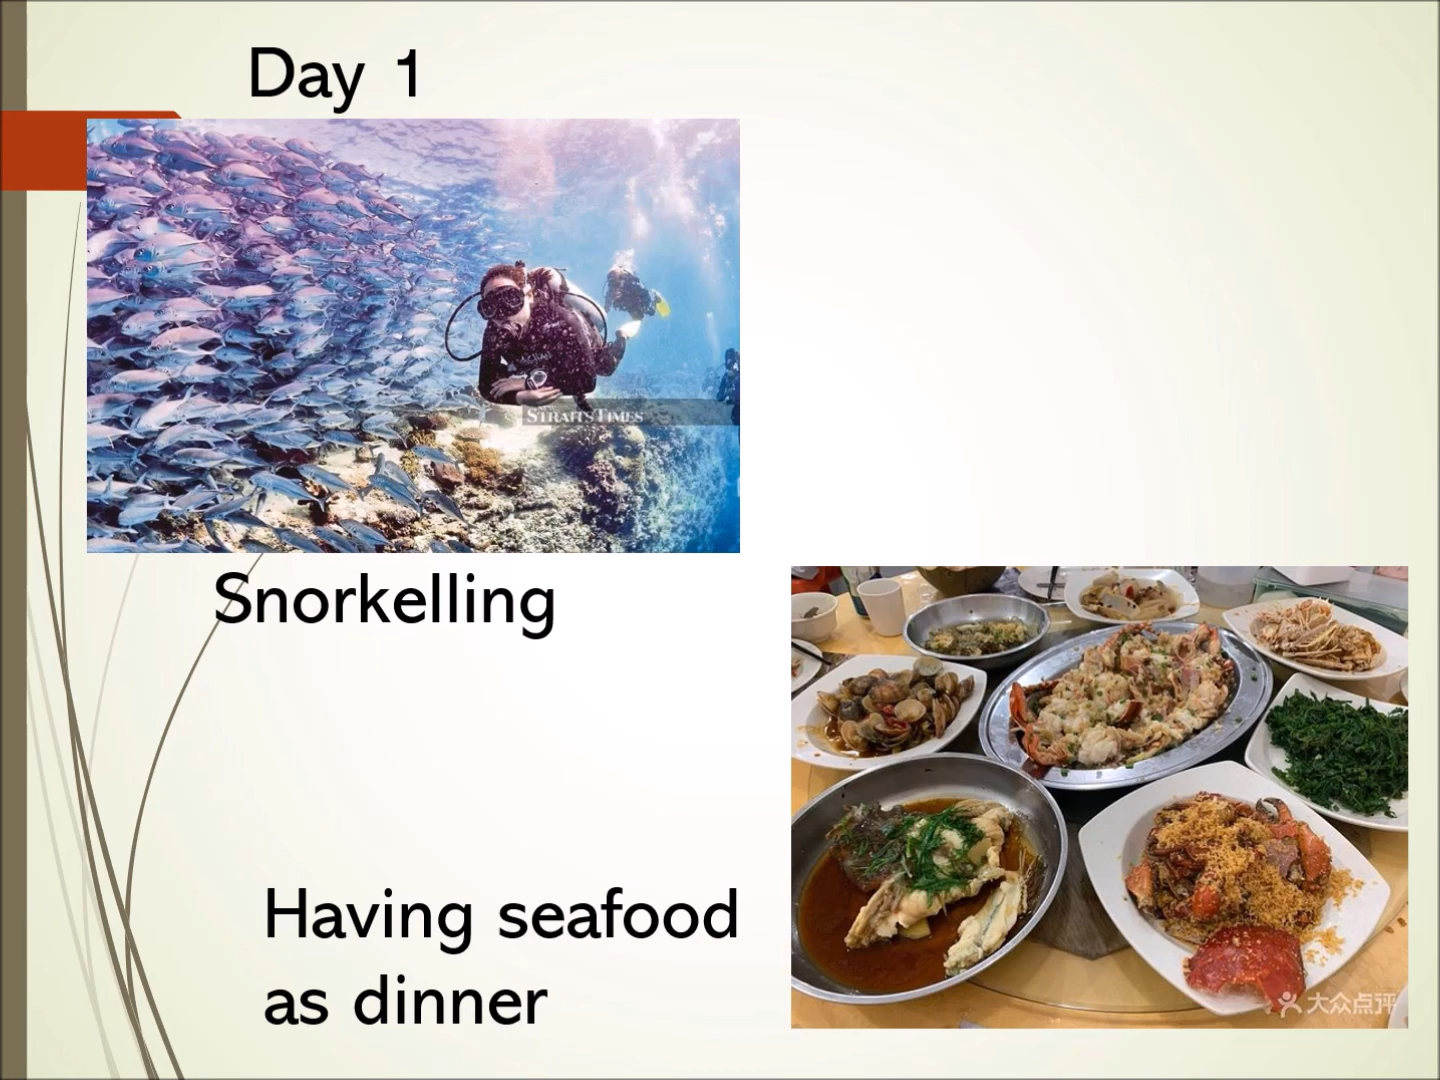 Day 1
STRAITS TIMES
Snorkelling
Having seafood
as dinner
大众点评